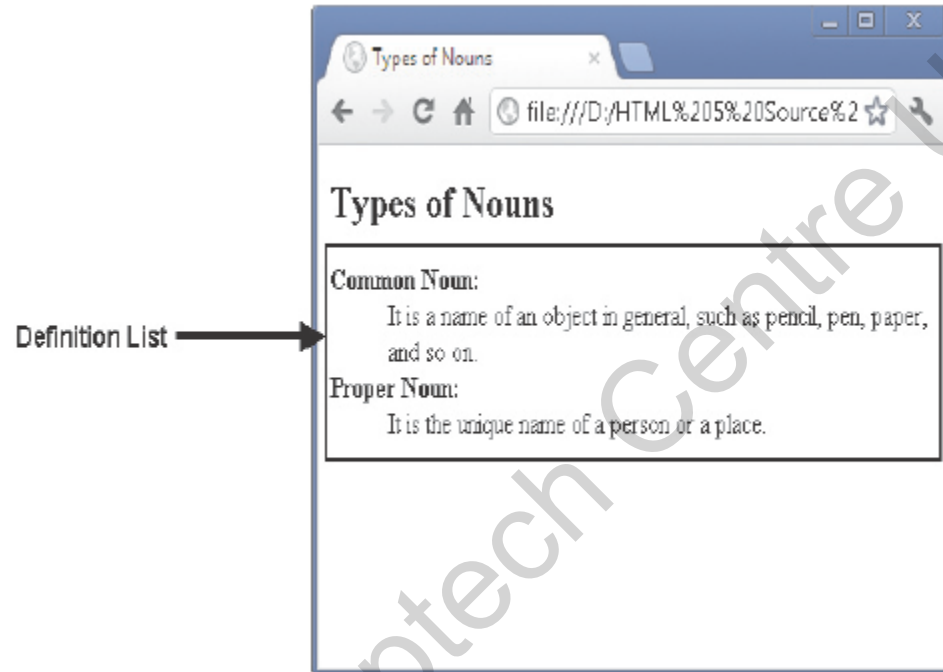 Types of Nouns
file:///D:/HTML%205%20Source%2
Types of Nouns
Common Noun:
It is a name of an object in general, such as pencil, pen, paper,
and so on.
Proper Noun:
It is the unique name of a person or a place.
Definition List
ptech Centre